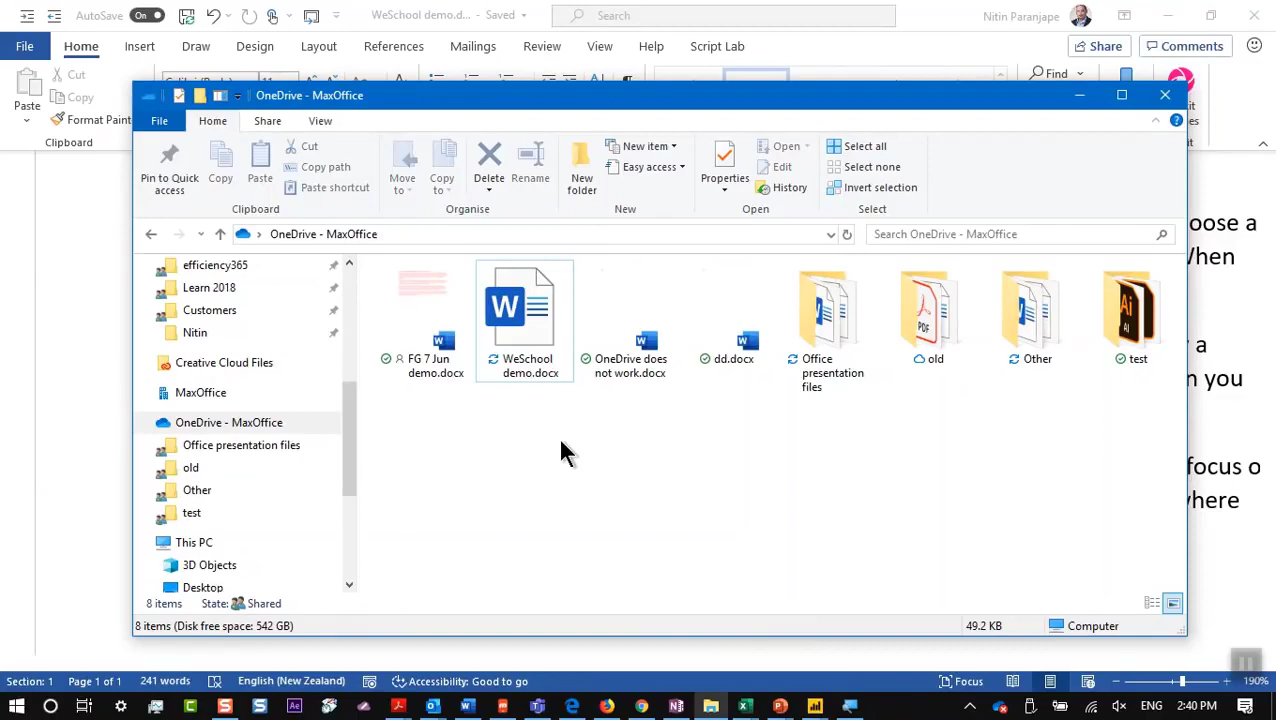 AutoSave On WeSchool demo.d... - Saved Search Nitin Paranjape
File Home Insert Draw Design Layout References Mailings Review View Help Script Lab Share Comments
Cut
Copy
Paste
Format Paint
Clipboard
Find
OneDrive - MaxOffice
File Home Share View
Pin to Quick access
Copy
Paste
Cut
Copy path
Paste shortcut
Clipboard
Move to
Copy to
Delete
Rename
Organise
New folder
New item
Easy access
New
Properties
Open
Edit
History
Open
Select all
Select none
Invert selection
Select
OneDrive - MaxOffice
Search OneDrive - MaxOffice
efficiency365
Learn 2018
Customers
Nitin
Creative Cloud Files
MaxOffice
OneDrive - MaxOffice
Office presentation files
old
Other
test
This PC
3D Objects
Desktop
FG 7 Jun
demo.docx
W
WeSchool
demo.docx
OneDrive does
not work.docx
dd.docx
Office
presentation
files
PDF
old
Other
Ai
AI
test
oose a
When
a
n you
focus o
where
8 items State: Shared
8 items (Disk free space: 542 GB) 49.2 KB Computer
Section: 1 Page 1 of 1 241 words English (New Zealand) Accessibility: Good to go Focus 190%
ENG 2:40 PM